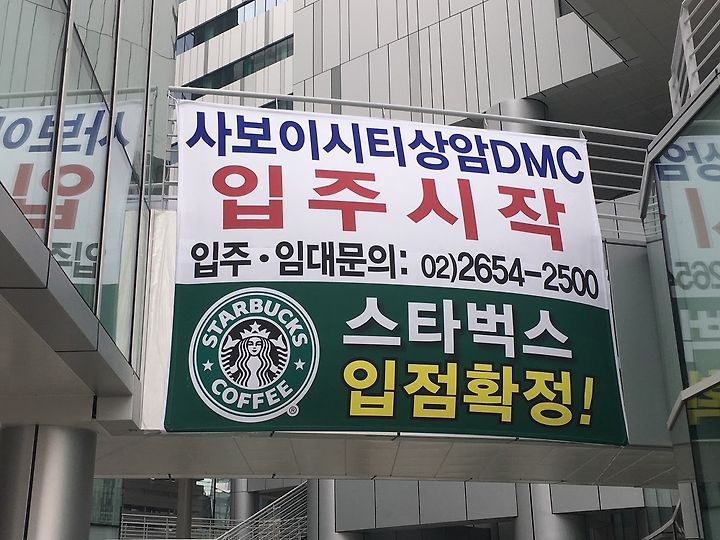 사보이시티상암DMC
입주시작
입주·임대문의: 02)2654-2500
STARBUCKS
COFFEE
®
스타벅스
입점확정!